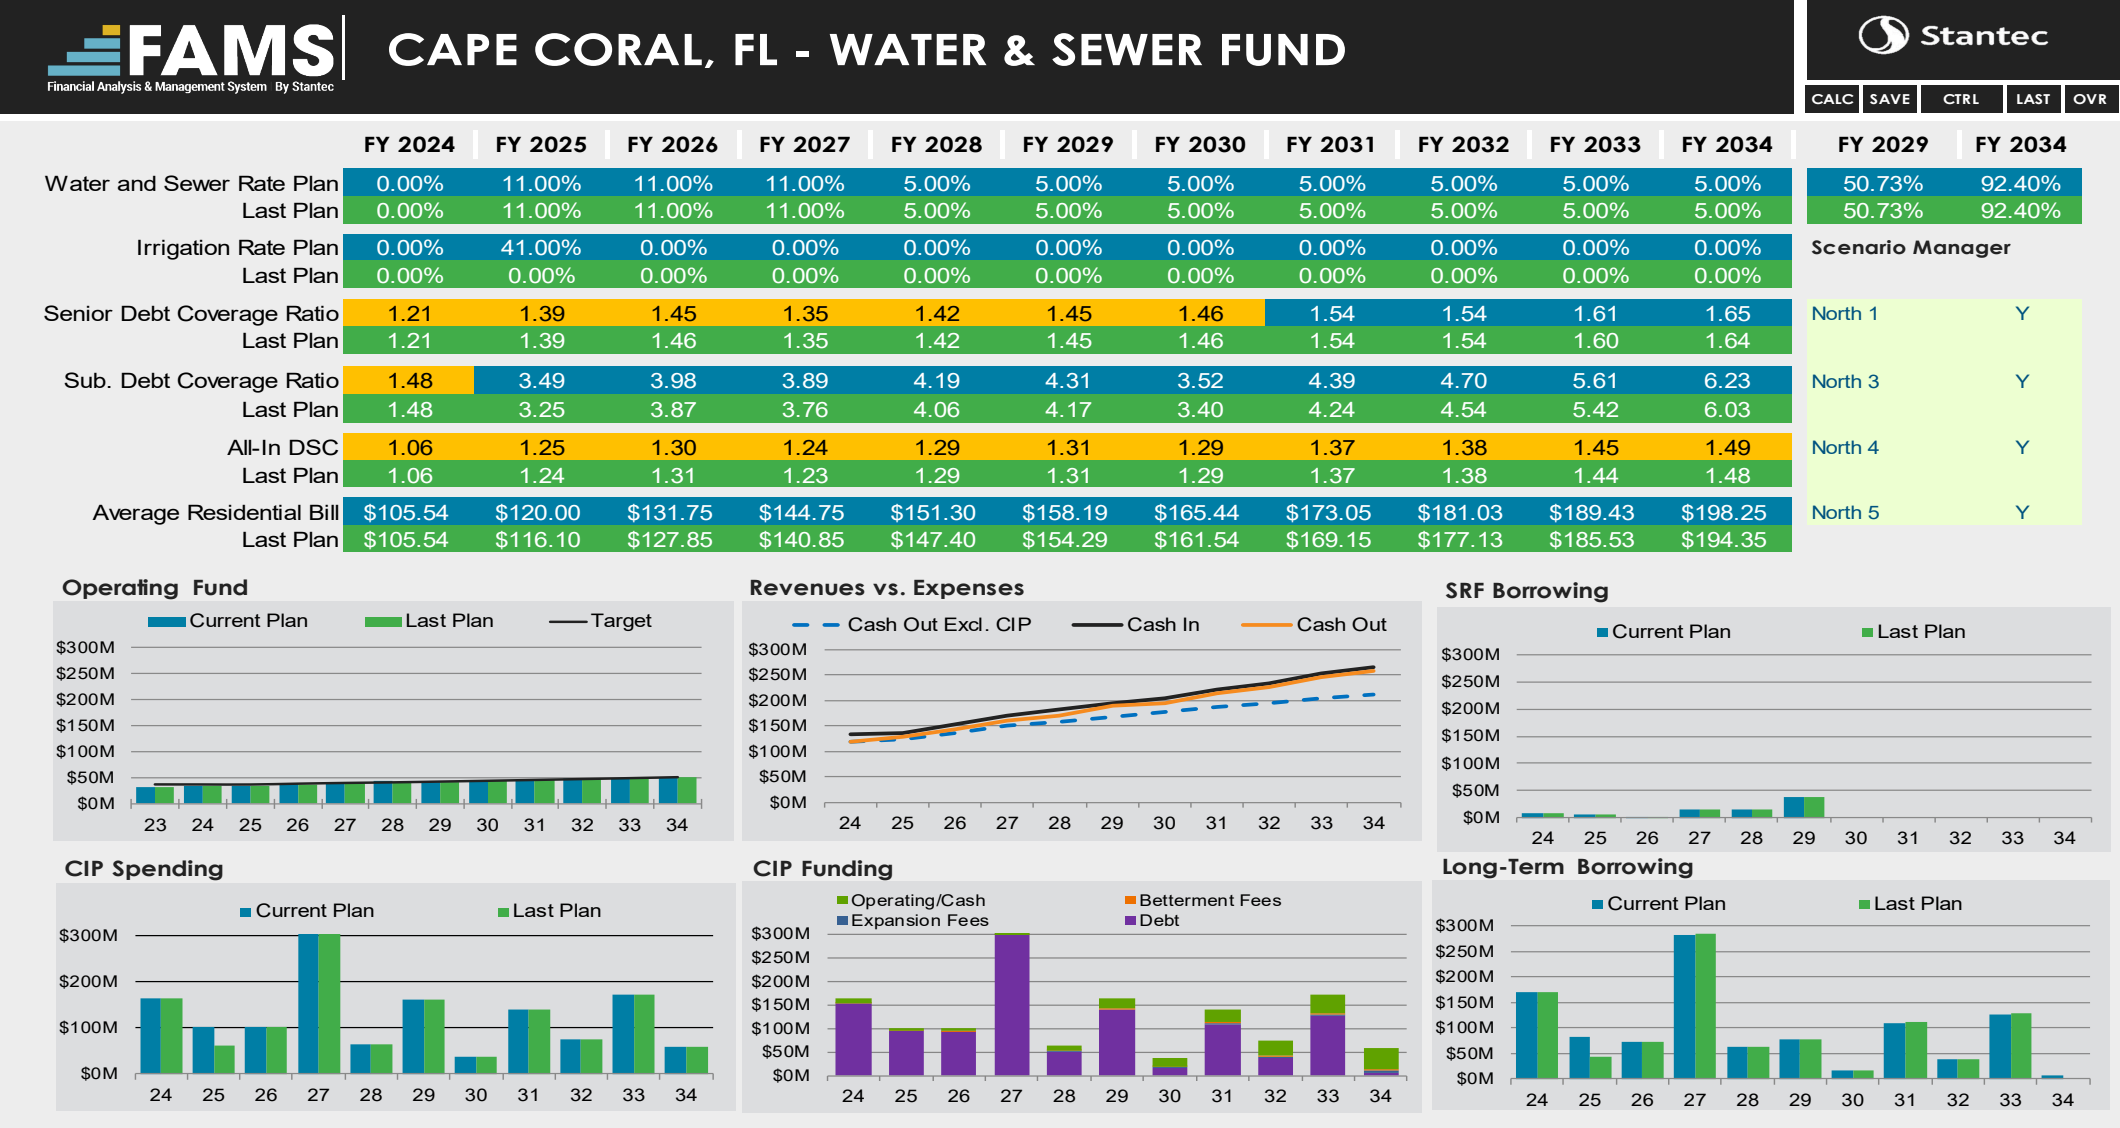 FAMS
Financial Analysis & Management System By Stantec
CAPE CORAL, FL - WATER & SEWER FUND
Stantec
CALC SAVE CTRL LAST OVR
FY 2024 FY 2025 FY 2026 FY 2027 FY 2028 FY 2029 FY 2030 FY 2031 FY 2032 FY 2033 FY 2034 FY 2029 FY 2034
Water and Sewer Rate Plan 0.00% 11.00% 11.00% 11.00% 5.00% 5.00% 5.00% 5.00% 5.00% 5.00% 5.00% 50.73% 92.40%
Last Plan 0.00% 11.00% 11.00% 11.00% 5.00% 5.00% 5.00% 5.00% 5.00% 5.00% 5.00% 50.73% 92.40%
Irrigation Rate Plan 0.00% 41.00% 0.00% 0.00% 0.00% 0.00% 0.00% 0.00% 0.00% 0.00% 0.00% Scenario Manager
Last Plan 0.00% 0.00% 0.00% 0.00% 0.00% 0.00% 0.00% 0.00% 0.00% 0.00% 0.00%
Senior Debt Coverage Ratio 1.21 1.39 1.45 1.35 1.42 1.45 1.46 1.54 1.54 1.61 1.65 North 1 Y
Last Plan 1.21 1.39 1.46 1.35 1.42 1.45 1.46 1.54 1.54 1.60 1.64
Sub. Debt Coverage Ratio 1.48 3.49 3.98 3.89 4.19 4.31 3.52 4.39 4.70 5.61 6.23 North 3 Y
Last Plan 1.48 3.25 3.87 3.76 4.06 4.17 3.40 4.24 4.54 5.42 6.03
All-In DSC 1.06 1.25 1.30 1.24 1.29 1.31 1.29 1.37 1.38 1.45 1.49 North 4 Y
Last Plan 1.06 1.24 1.31 1.23 1.29 1.31 1.29 1.37 1.38 1.44 1.48
Average Residential Bill $105.54 $120.00 $131.75 $144.75 $151.30 $158.19 $165.44 $173.05 $181.03 $189.43 $198.25 North 5 Y
Last Plan $105.54 $116.10 $127.85 $140.85 $147.40 $154.29 $161.54 $169.15 $177.13 $185.53 $194.35
Operating Fund
Current Plan Last Plan Target
$300M
$250M
$200M
$150M
$100M
$50M
$0M
23 24 25 26 27 28 29 30 31 32 33 34
Revenues vs. Expenses
Cash Out Excl. CIP Cash In Cash Out
$300M
$250M
$200M
$150M
$100M
$50M
$0M
24 25 26 27 28 29 30 31 32 33 34
SRF Borrowing
Current Plan Last Plan
$300M
$250M
$200M
$150M
$100M
$50M
$0M
24 25 26 27 28 29 30 31 32 33 34
CIP Spending
Current Plan Last Plan
$300M
$200M
$100M
$0M
24 25 26 27 28 29 30 31 32 33 34
CIP Funding
Operating/Cash Betterment Fees
Expansion Fees Debt
$300M
$250M
$200M
$150M
$100M
$50M
$0M
24 25 26 27 28 29 30 31 32 33 34
Long-Term Borrowing
Current Plan Last Plan
$300M
$250M
$200M
$150M
$100M
$50M
$0M
24 25 26 27 28 29 30 31 32 33 34